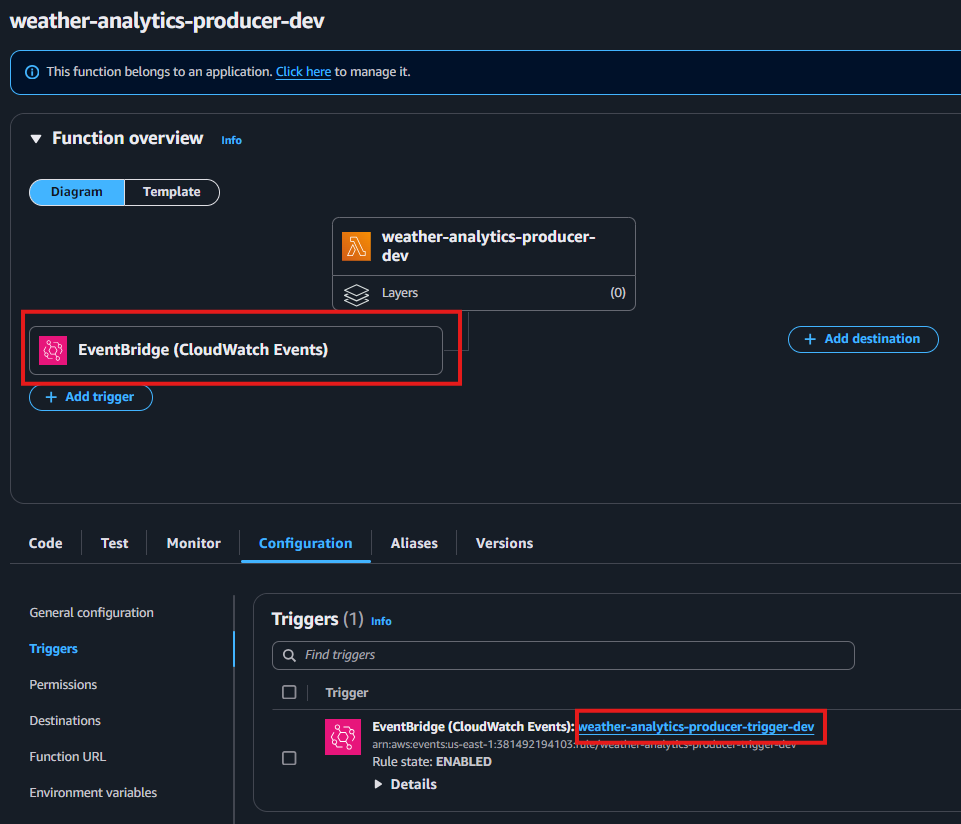 weather-analytics-producer-dev
This function belongs to an application. Click here to manage it.
Function overview Info
Diagram Template
weather-analytics-producer-
dev
Layers (0)
EventBridge (CloudWatch Events)
Add destination
Add trigger
Code Test Monitor Configuration Aliases Versions
General configuration
Triggers
Permissions
Destinations
Function URL
Environment variables
Triggers (1) Info
Find triggers
Trigger
EventBridge (CloudWatch Events): weather-analytics-producer-trigger-dev
arn:aws:events:us-east-1:381492194103:rule/weather-analytics-producer-trigger-dev
Rule state: ENABLED
Details